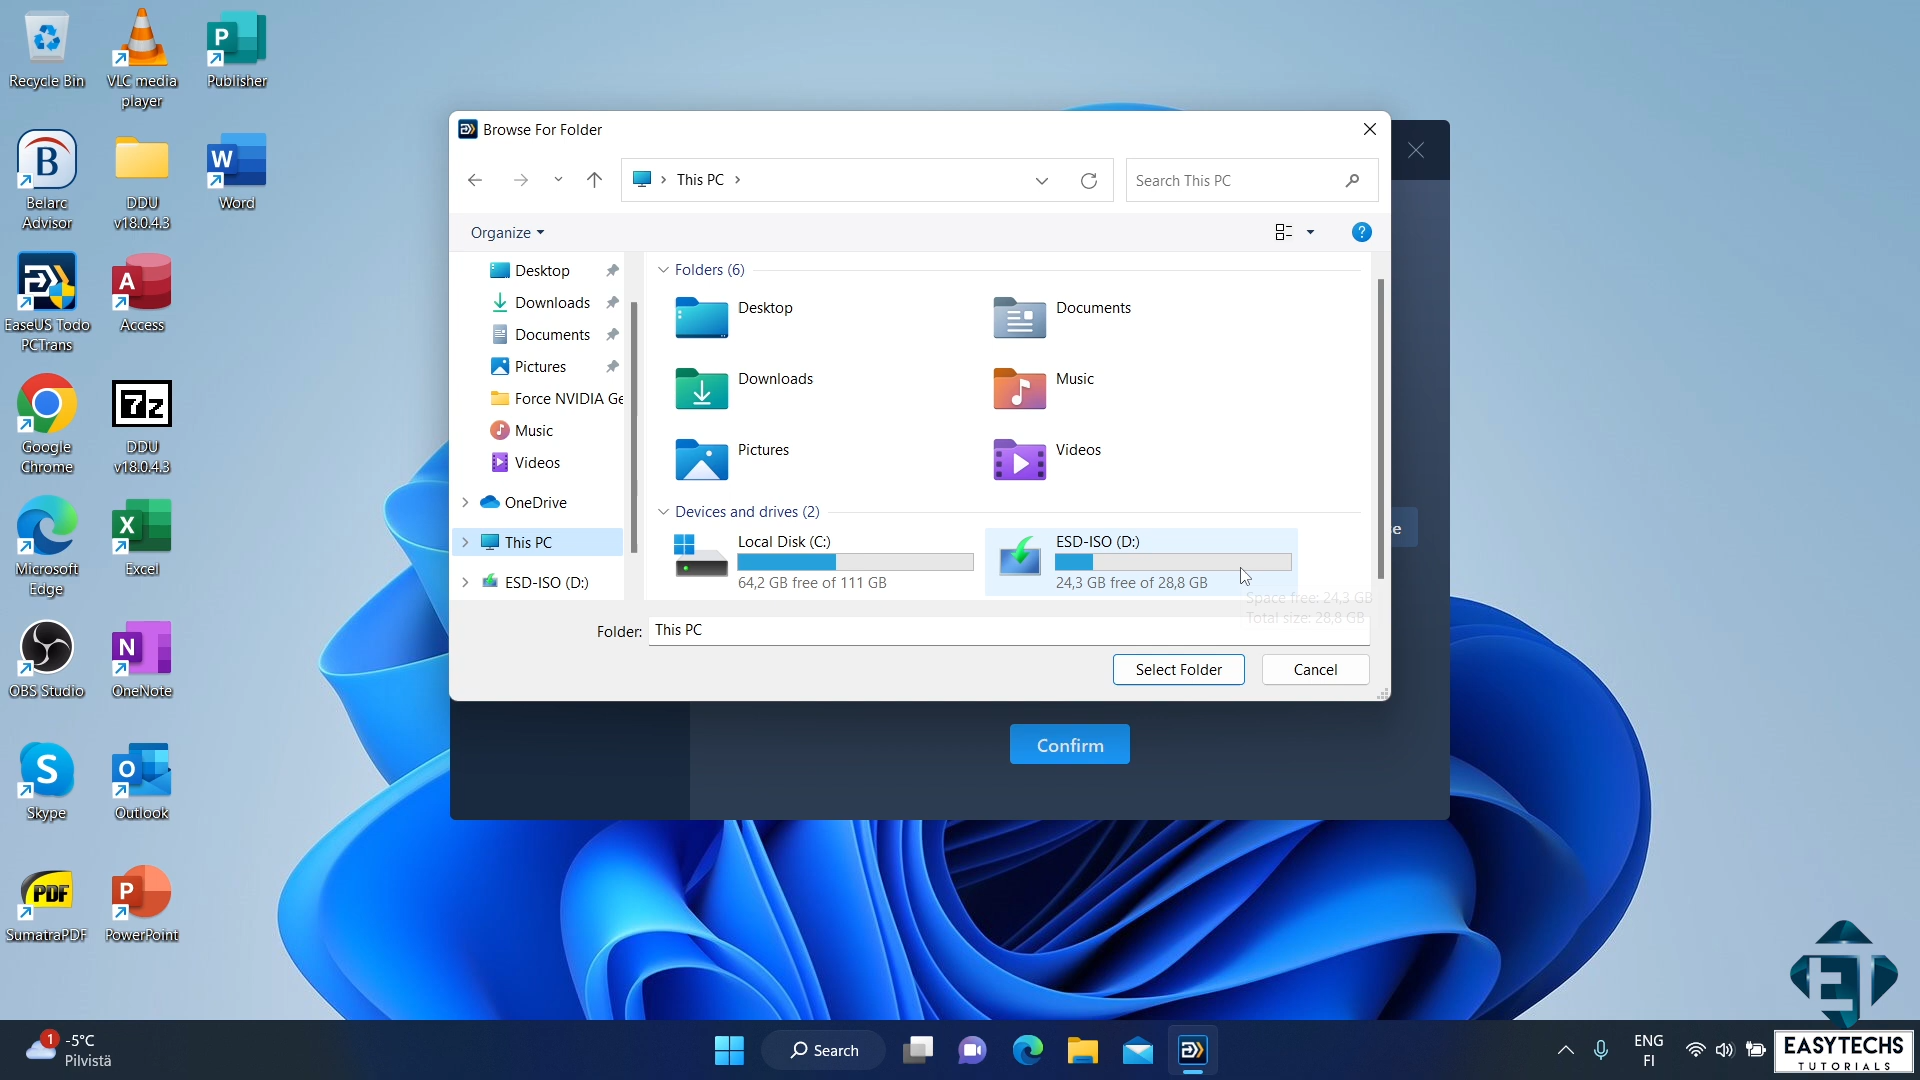 Recycle Bin
VLC media
player
Publisher
Belarc
Advisor
DDU
v18.0.4.3
Word
EaseUS Todo
PCTrans
Access
Google
Chrome
DDU
v18.0.4.3
Microsoft
Edge
Excel
OBS Studio
OneNote
Skype
Outlook
SumatraPDF
PowerPoint
Browse For Folder
This PC
Search This PC
Organize
Desktop
Downloads
Documents
Pictures
Force NVIDIA Ge
Music
Videos
OneDrive
This PC
ESD-ISO (D:)
Folders (6)
Desktop
Documents
Downloads
Music
Pictures
Videos
Devices and drives (2)
Local Disk (C:)
64,2 GB free of 111 GB
ESD-ISO (D:)
24,3 GB free of 28,8 GB
Space free: 24,3 GB
Total size: 28,8 GB
Folder: This PC
Select Folder
Cancel
e
Confirm
1
-5°C
Pilvistä
Search
ENG
FI
EASYTECHS
TUTORIALS